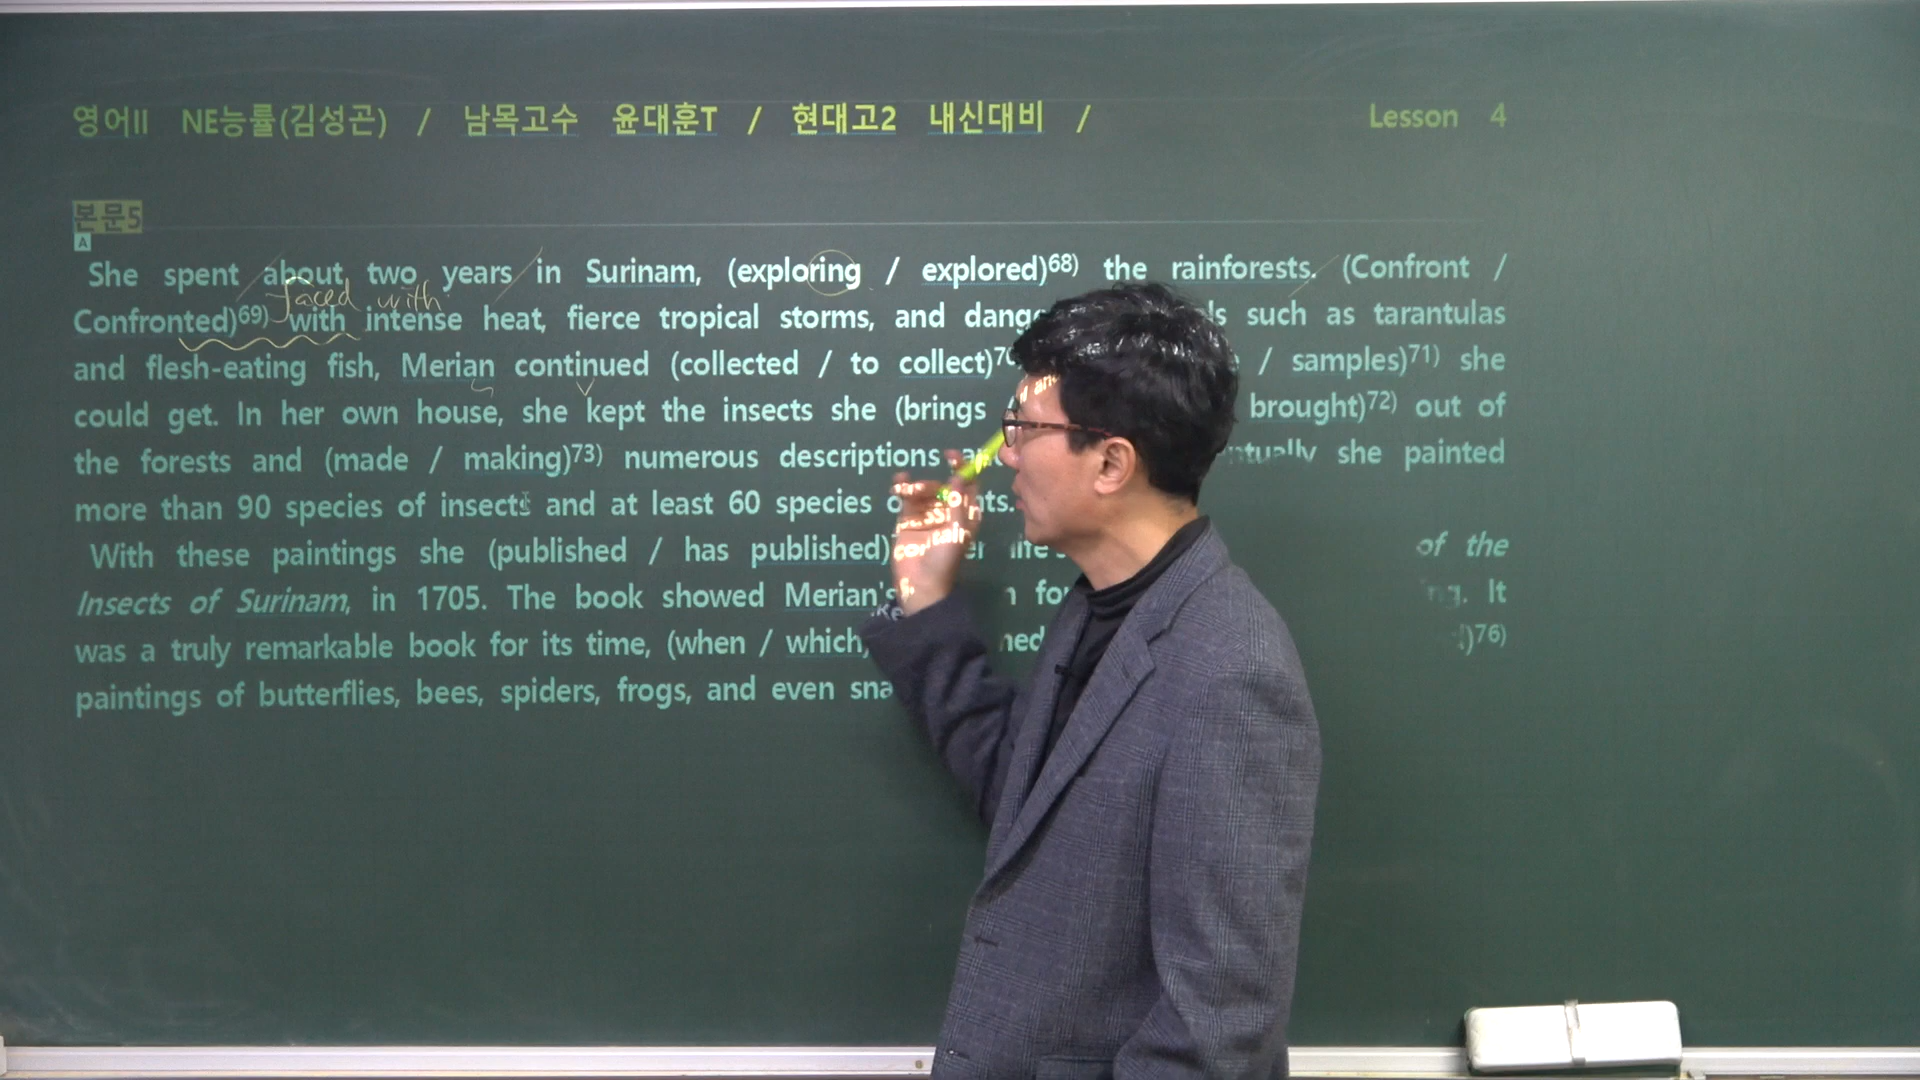 영어II NE능률(김성곤) / 남목고수 윤대훈T / 현대고2 내신대비 / Lesson 4
본문5
A
She spent about two years in Surinam, (exploring / explored)68) the rainforests. (Confront /
faced with
Confronted)69) with intense heat, fierce tropical storms, and such as tarantulas
and flesh-eating fish, Merian continued (collected / to collect) / samples)71) she
could get. In her own house, she kept the insects she (brings brought)72) out of
the forests and (made / making)73) numerous descriptions she painted
more than 90 species of insects and at least 60 species
With these paintings she (published / has published) of the
Insects of Surinam, in 1705. The book showed Merian's It
was a truly remarkable book for its time, (when / which 76)
paintings of butterflies, bees, spiders, frogs, and even